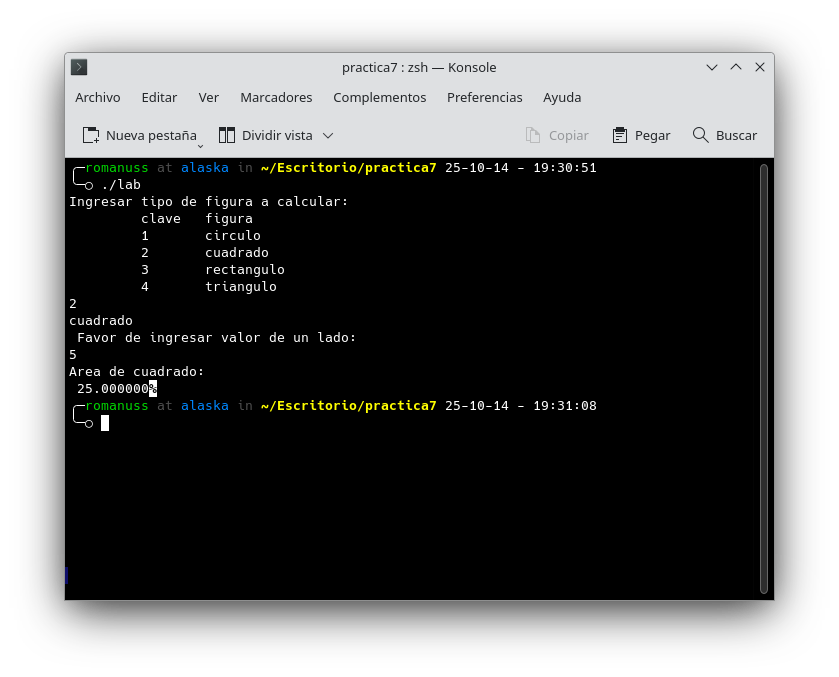 practica7 : zsh — Konsole
Archivo Editar Ver Marcadores Complementos Preferencias Ayuda
Nueva pestaña Dividir vista Copiar Pegar Buscar
romanuss at alaska in ~/Escritorio/practica7 25-10-14 - 19:30:51
./lab
Ingresar tipo de figura a calcular:
clave figura
1 circulo
2 cuadrado
3 rectangulo
4 triangulo
2
cuadrado
Favor de ingresar valor de un lado:
5
Area de cuadrado:
25.000000%
romanuss at alaska in ~/Escritorio/practica7 25-10-14 - 19:31:08